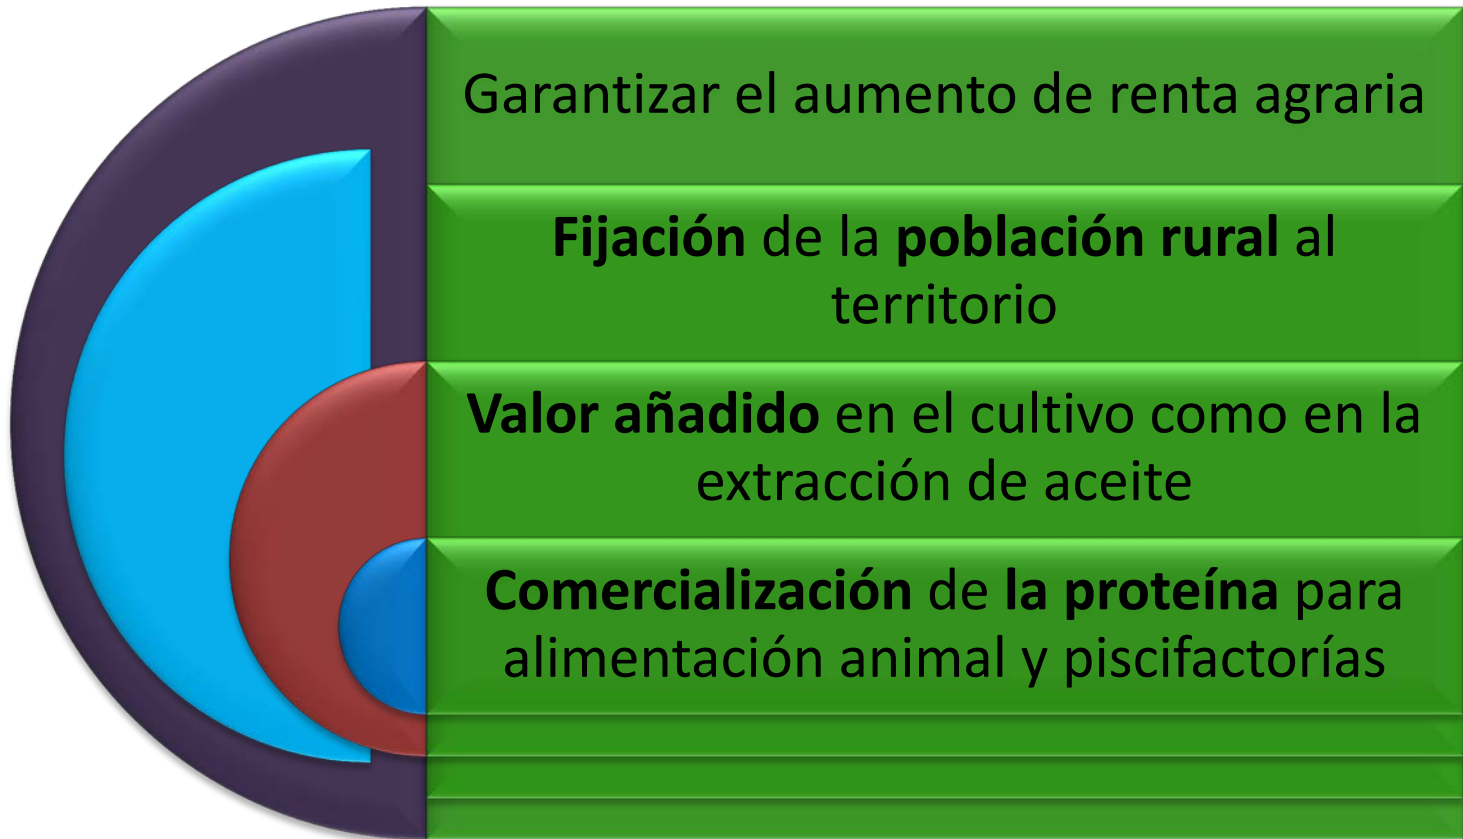 Garantizar el aumento de renta agraria
Fijación de la población rural al
territorio
Valor añadido en el cultivo como en la
extracción de aceite
Comercialización de la proteína para
alimentación animal y piscifactorías